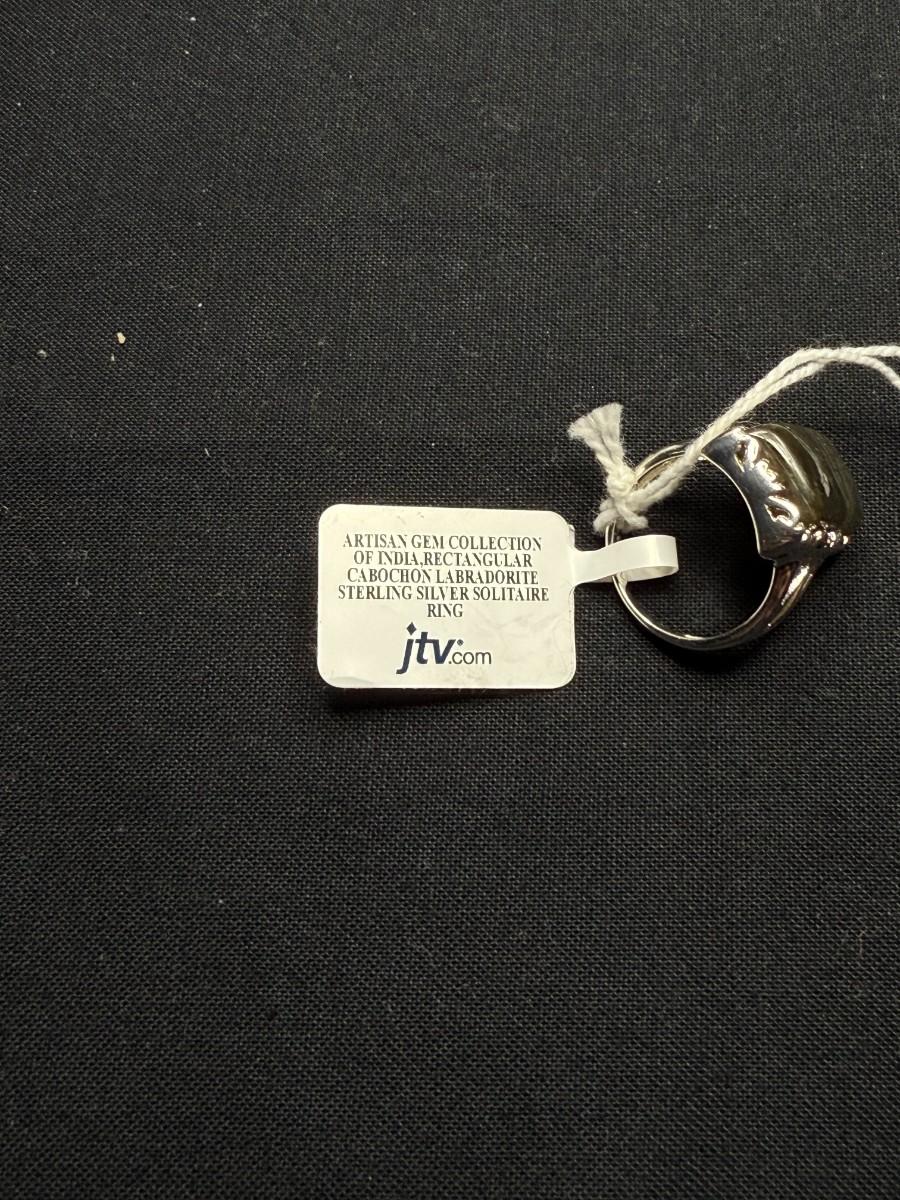 ARTISAN GEM COLLECTION
OF INDIA,RECTANGULAR
CABOCHON LABRADORITE
STERLING SILVER SOLITAIRE
RING
jtv.com